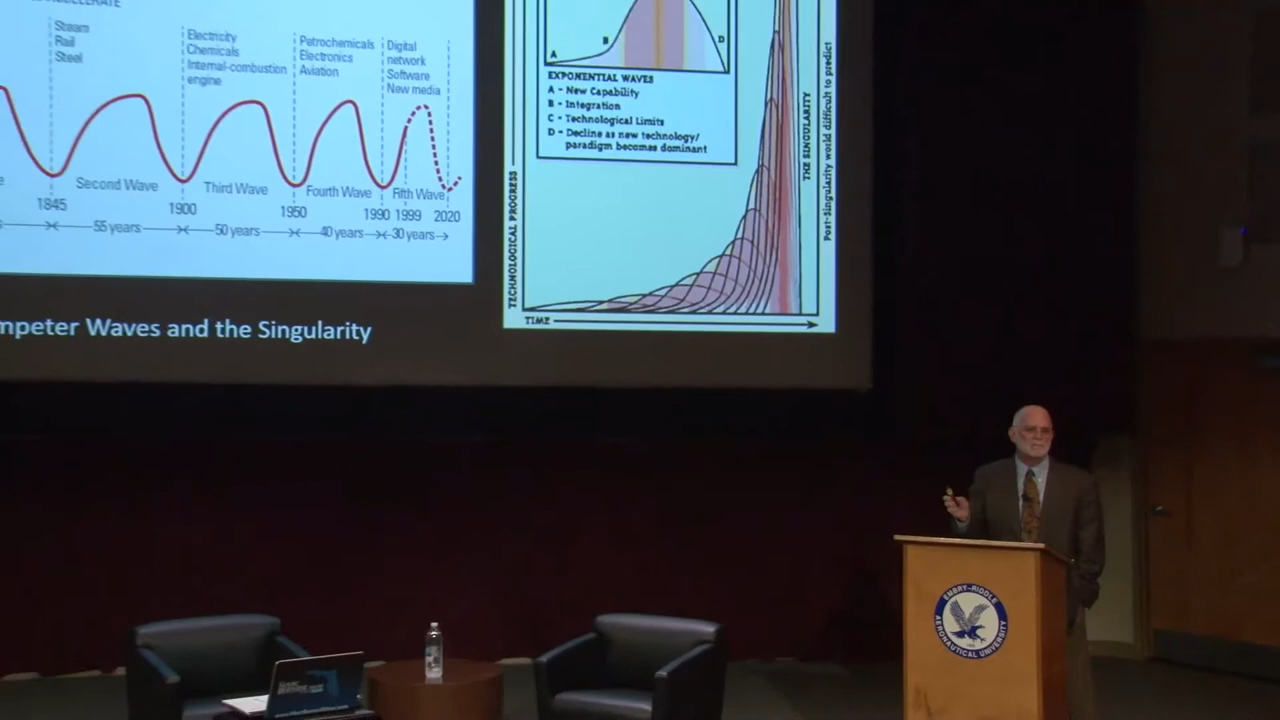 Steam
Rail
Steel
Electricity
Chemicals
Internal-combustion
engine
Petrochemicals
Electronics
Aviation
Digital
network
Software
New media
Second Wave
Third Wave
Fourth Wave
Fifth Wave
1845
1900
1950
1990
1999
2020
55 years
50 years
40 years
30 years
mpeter Waves and the Singularity
A
B
D
EXPONENTIAL WAVES
A - New Capability
B - Integration
C - Technological Limits
D - Decline as new technology/
paradigm becomes dominant
TECHNOLOGICAL PROGRESS
TIME
THE SINGULARITY
Post-Singularity world difficult to predict
EMBRY-RIDDLE
AERONAUTICAL UNIVERSITY